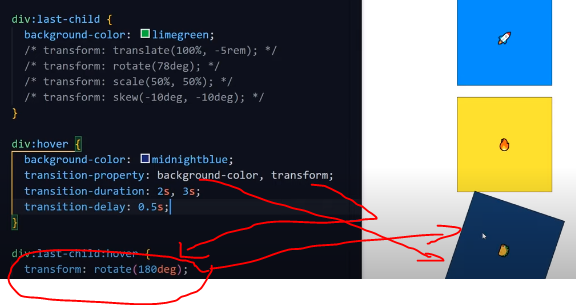 div:last-child {
background-color: limegreen;
/* transform: translate(100%, -5rem); */
/* transform: rotate(78deg); */
/* transform: scale(50%, 50%); */
/* transform: skew(-10deg, -10deg); */
}
div:hover {
background-color: midnightblue;
transition-property: background-color, transform;
transition-duration: 2s, 3s;
transition-delay: 0.5s;
}
div:last-child:hover {
transform: rotate(180deg);